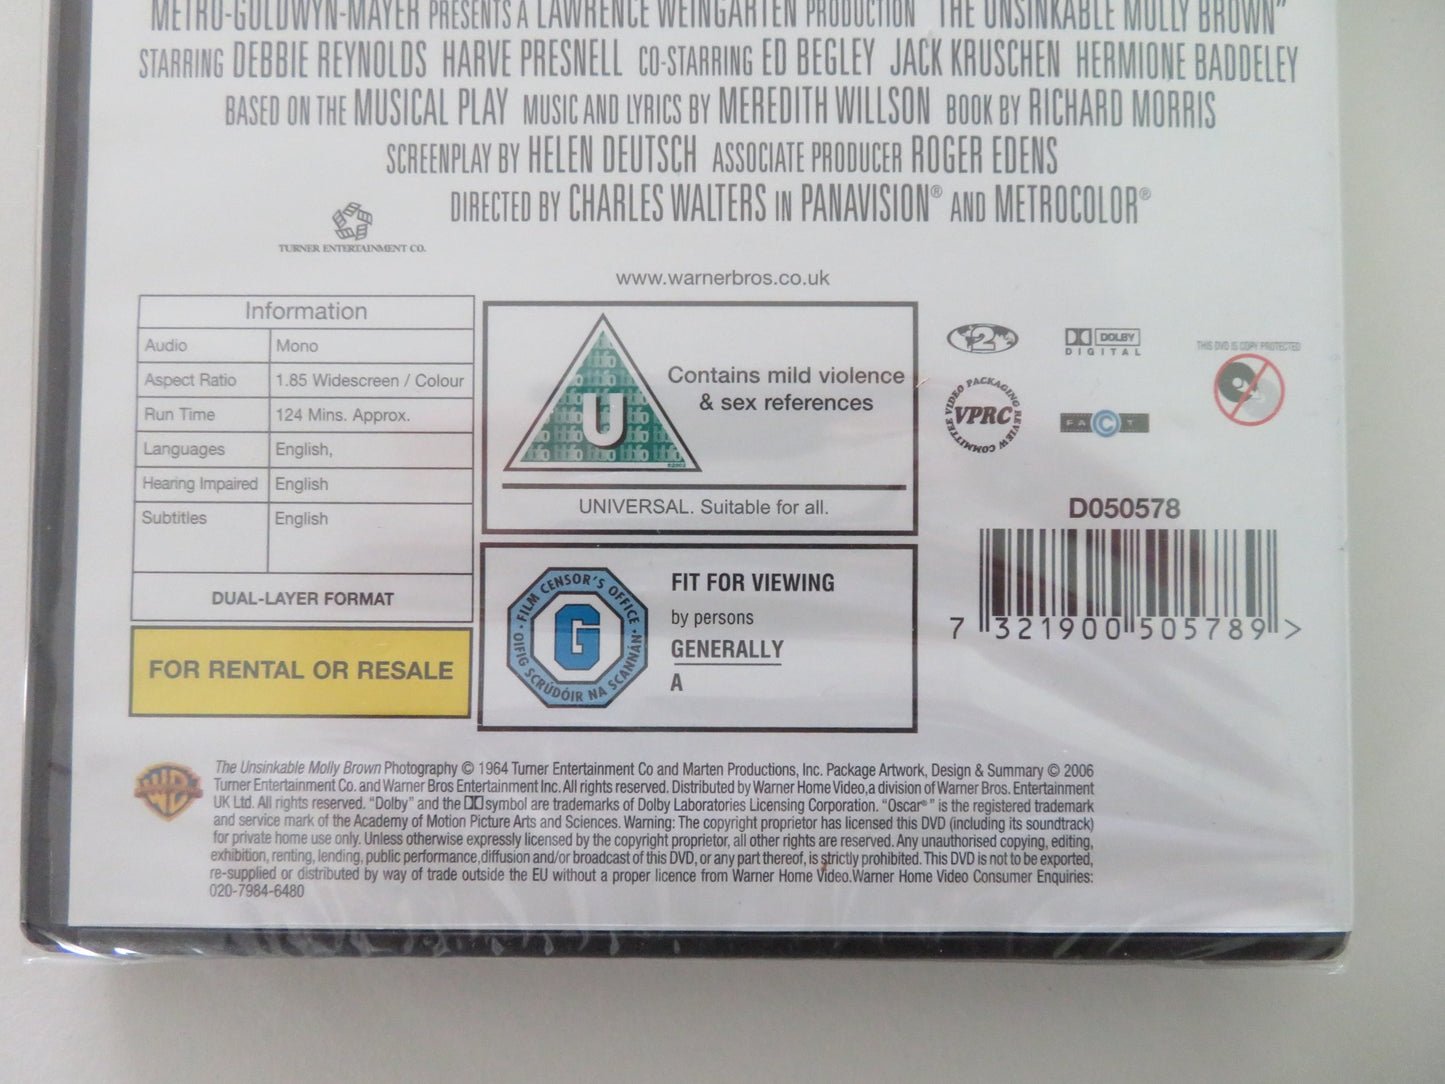 METRO-GOLDWYN-MAYER PRESENTS A LAWRENCE WEINGARTEN PRODUCTION "THE UNSINKABLE MOLLY BROWN"
STARRING DEBBIE REYNOLDS HARVE PRESNELL CO-STARRING ED BEGLEY JACK KRUSCHEN HERMIONE BADDELEY
BASED ON THE MUSICAL PLAY MUSIC AND LYRICS BY MEREDITH WILLSON BOOK BY RICHARD MORRIS
SCREENPLAY BY HELEN DEUTSCH ASSOCIATE PRODUCER ROGER EDENS
DIRECTED BY CHARLES WALTERS IN PANAVISION® AND METROCOLOR®
TURNER ENTERTAINMENT CO.
www.warnerbros.co.uk
Information
Audio Mono
Aspect Ratio 1.85 Widescreen / Colour
Run Time 124 Mins. Approx.
Languages English,
Hearing Impaired English
Subtitles English
DUAL-LAYER FORMAT
FOR RENTAL OR RESALE
U
Contains mild violence
& sex references
UNIVERSAL. Suitable for all.
FILM CENSOR'S OFFICE
OIFIG SCRÚDÓIR NA SCANNÁN
G
FIT FOR VIEWING
by persons
GENERALLY
A
2
DOLBY
DIGITAL
THIS DVD IS COPY PROTECTED
VIDEO PACKAGING REVIEW COMMITTEE
VPRC
FACT
D050578
7 321900 505789 >
WB
The Unsinkable Molly Brown Photography © 1964 Turner Entertainment Co and Marten Productions, Inc. Package Artwork, Design & Summary © 2006
Turner Entertainment Co. and Warner Bros Entertainment Inc. All rights reserved. Distributed by Warner Home Video, a division of Warner Bros. Entertainment
UK Ltd. All rights reserved. "Dolby" and the DD symbol are trademarks of Dolby Laboratories Licensing Corporation. "Oscar®" is the registered trademark
and service mark of the Academy of Motion Picture Arts and Sciences. Warning: The copyright proprietor has licensed this DVD (including its soundtrack)
for private home use only. Unless otherwise expressly licensed by the copyright proprietor, all other rights are reserved. Any unauthorised copying, editing,
exhibition, renting, lending, public performance, diffusion and/or broadcast of this DVD, or any part thereof, is strictly prohibited. This DVD is not to be exported,
re-supplied or distributed by way of trade outside the EU without a proper licence from Warner Home Video. Warner Home Video Consumer Enquiries:
020-7984-6480